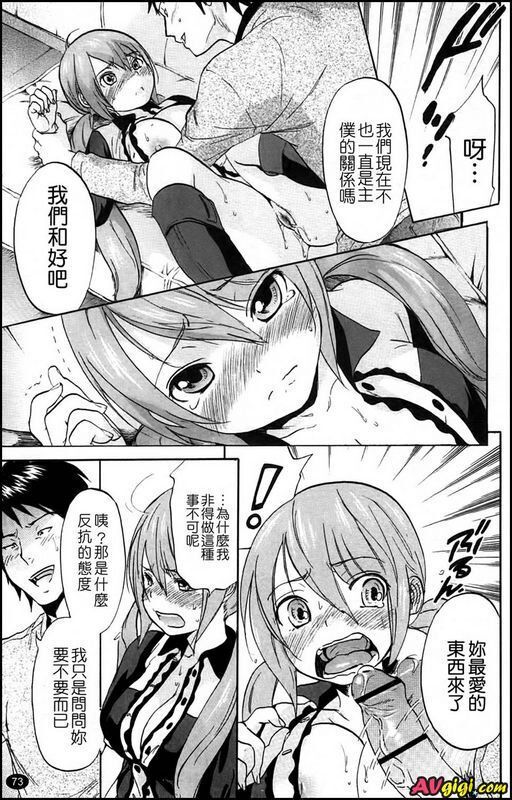 呀…
我們現在不
也一直是主
僕的關係嗎
我們和好吧
妳最愛的
東西來了
…為什麼我
非得做這種
事不可呢
咦？那是什麼
反抗的態度
我只是問問妳
要不要而已
73
AVgigi.com